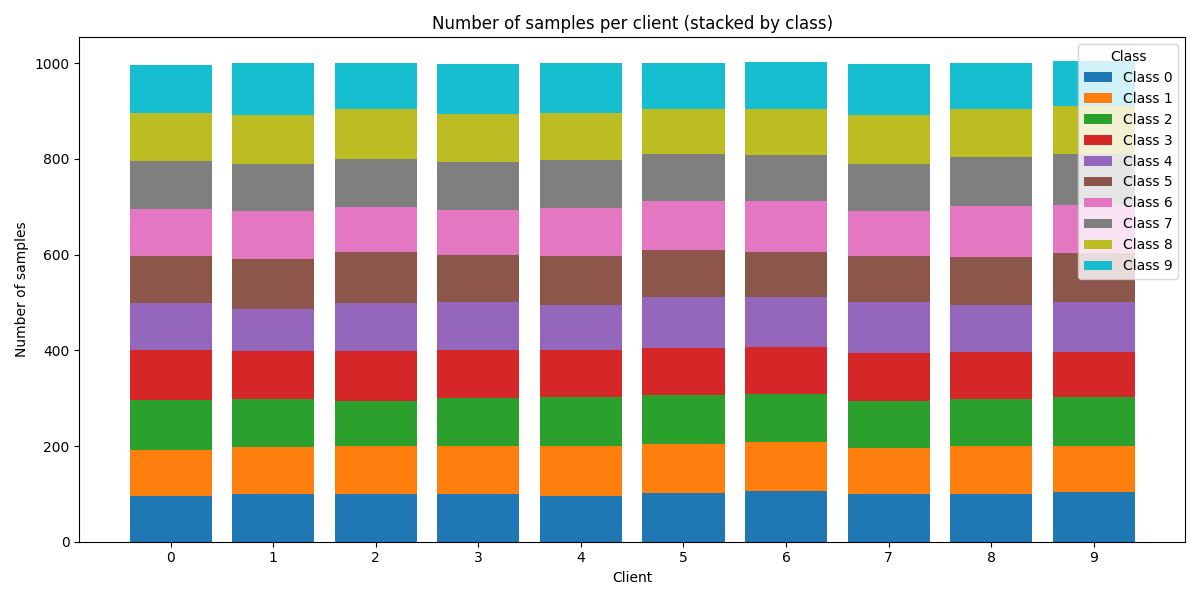 Number of samples per client (stacked by class)
Number of samples
1000
800
600
400
200
0
Class
Class 0
Class 1
Class 2
Class 3
Class 4
Class 5
Class 6
Class 7
Class 8
Class 9
0 1 2 3 4 5 6 7 8 9
Client